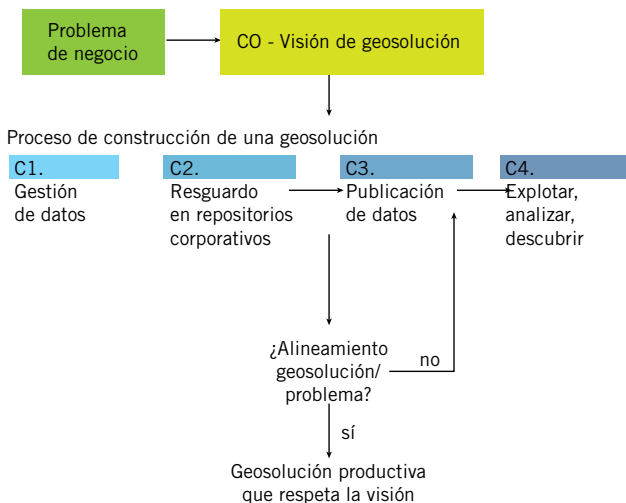 Problema
de negocio
CO - Visión de geosolución
Proceso de construcción de una geosolución
C1.
Gestión
de datos
C2.
Resguardo
en repositorios
corporativos
C3.
Publicación
de datos
C4.
Explotar,
analizar,
descubrir
¿Alineamiento
geosolución/
problema?
no
sí
Geosolución productiva
que respeta la visión